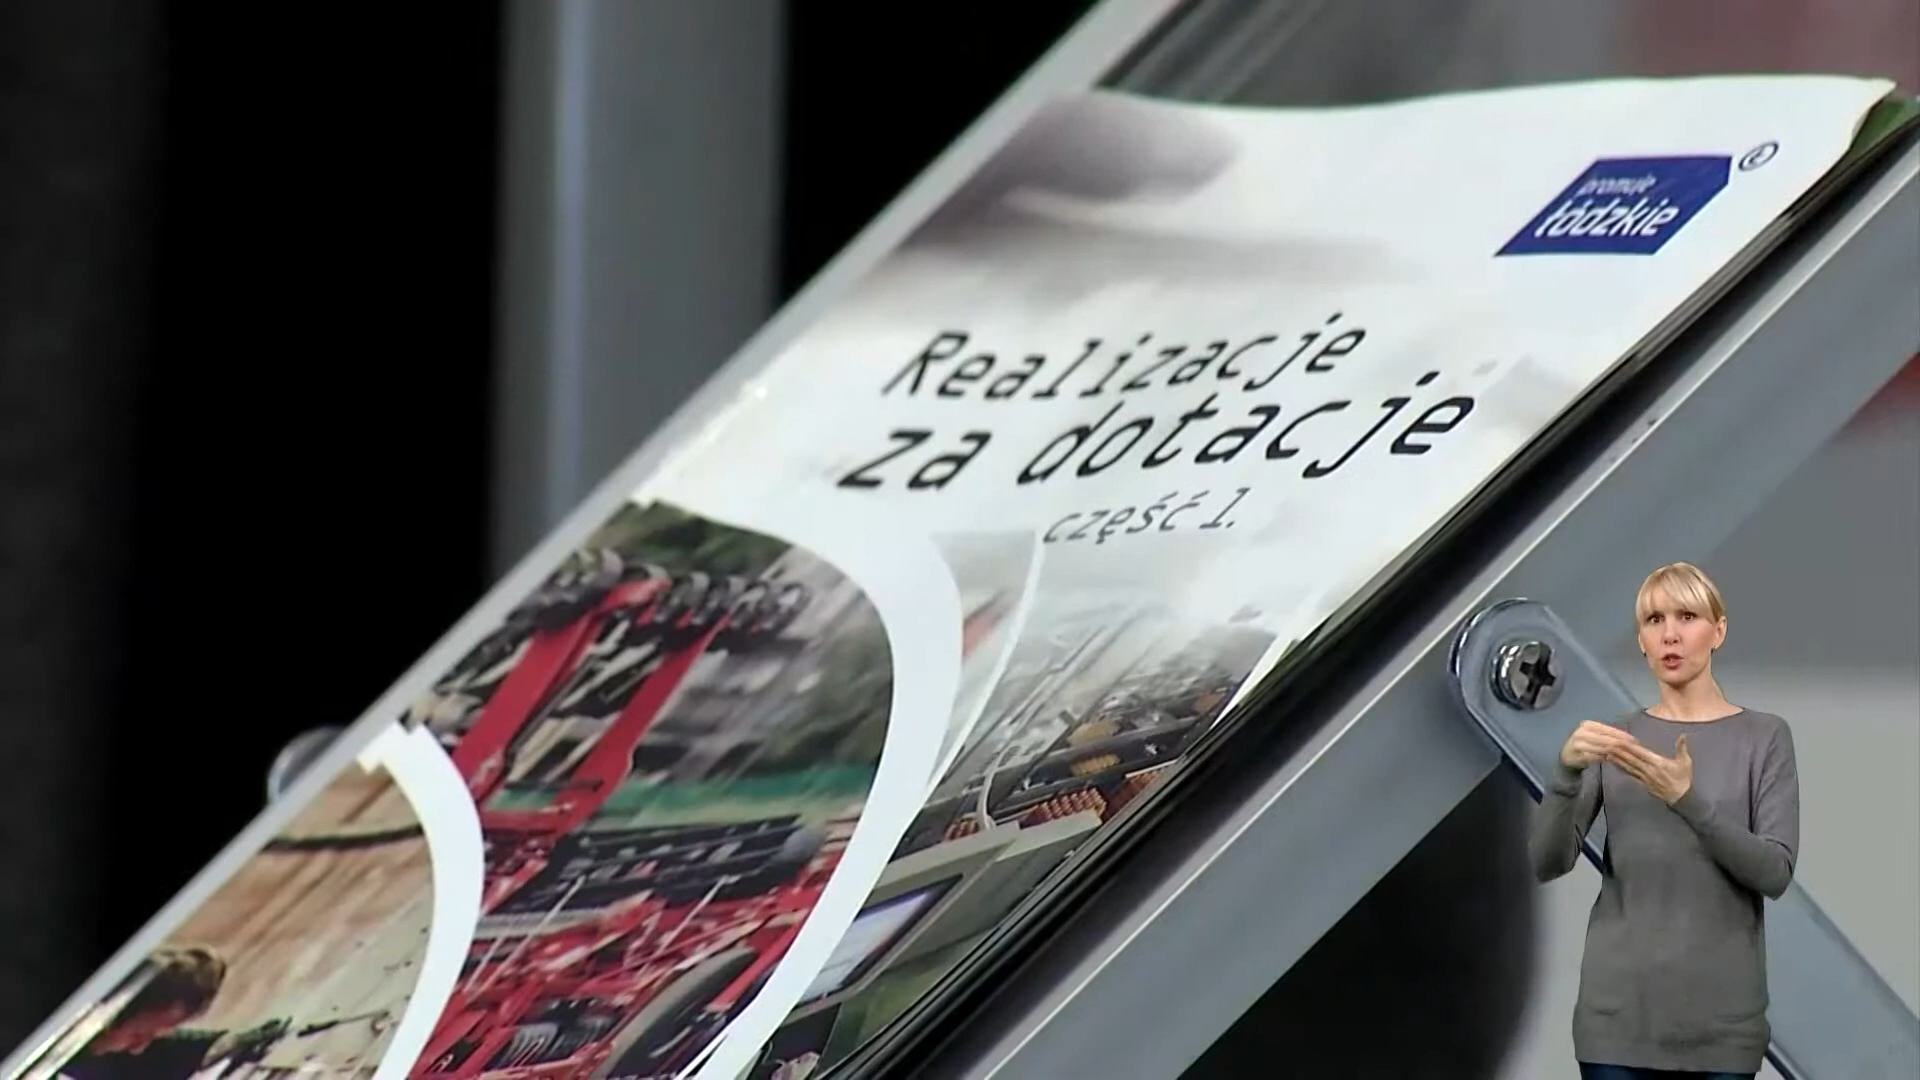 promuje
łódzkie
Realizacje
za dotacje
część 1.